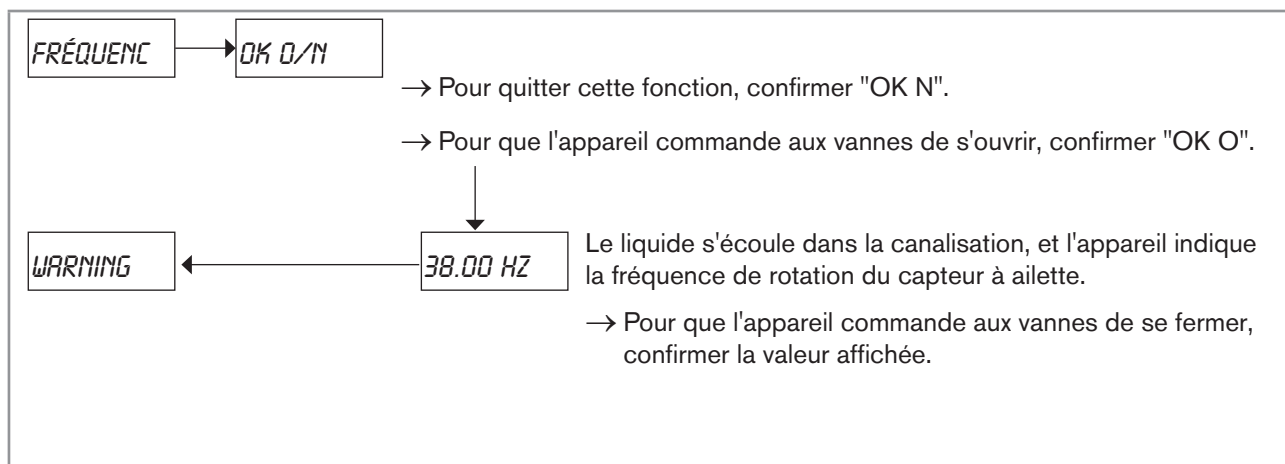 FRÉQUENC
OK O/N
→ Pour quitter cette fonction, confirmer "OK N".
→ Pour que l'appareil commande aux vannes de s'ouvrir, confirmer "OK O".
WARNING
38.00 HZ
Le liquide s'écoule dans la canalisation, et l'appareil indique
la fréquence de rotation du capteur à ailette.
→ Pour que l'appareil commande aux vannes de se fermer,
confirmer la valeur affichée.